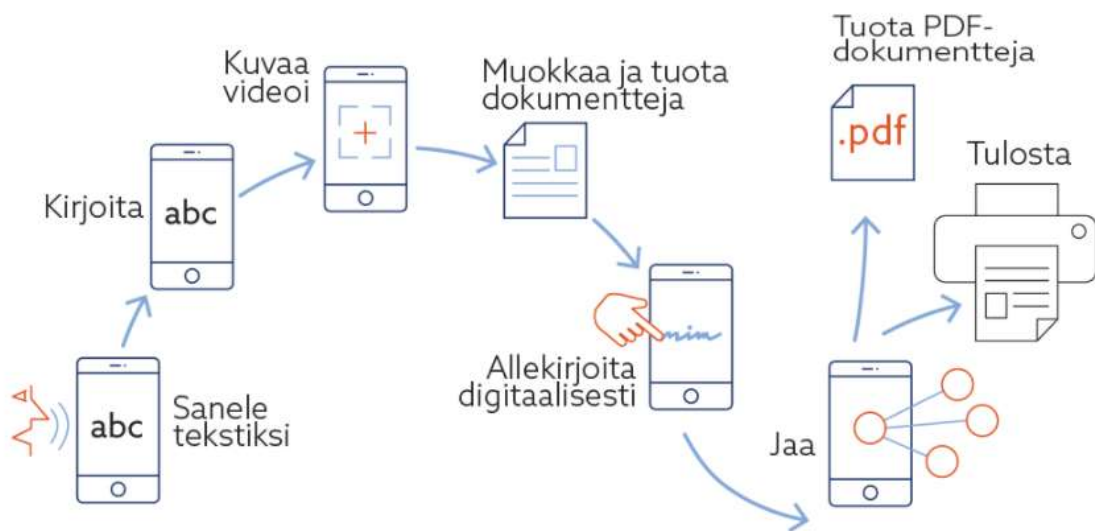 Sanele
tekstiksi
abc
Kirjoita
abc
Kuvaa
videoi
Muokkaa ja tuota
dokumentteja
Allekirjoita
digitaalisesti
nim
Jaa
Tuota PDF-
dokumentteja
.pdf
Tulosta